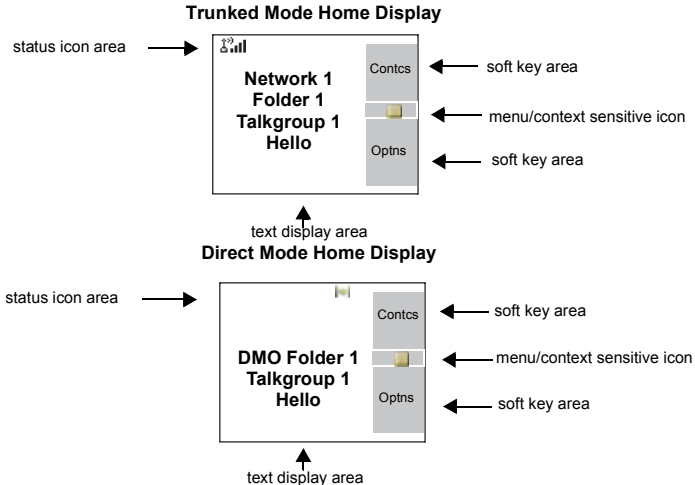 Trunked Mode Home Display
status icon area
Network 1
Folder 1
Talkgroup 1
Hello
Contcs
Optns
soft key area
menu/context sensitive icon
soft key area
text display area
Direct Mode Home Display
status icon area
DMO Folder 1
Talkgroup 1
Hello
Contcs
Optns
soft key area
menu/context sensitive icon
soft key area
text display area